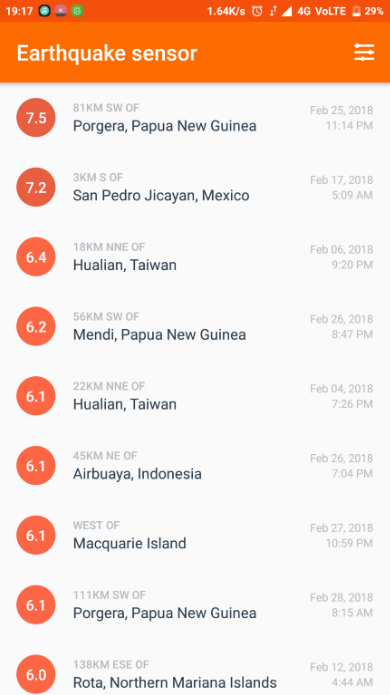 19:17 1.64K/s 4G VoLTE 29%
Earthquake sensor
7.5
81KM SW OF
Porgera, Papua New Guinea
Feb 25, 2018
11:14 PM
7.2
3KM S OF
San Pedro Jicayan, Mexico
Feb 17, 2018
5:09 AM
6.4
18KM NNE OF
Hualian, Taiwan
Feb 06, 2018
9:20 PM
6.2
56KM SW OF
Mendi, Papua New Guinea
Feb 26, 2018
8:47 PM
6.1
22KM NNE OF
Hualian, Taiwan
Feb 04, 2018
7:26 PM
6.1
45KM NE OF
Airbuaya, Indonesia
Feb 26, 2018
7:04 PM
6.1
WEST OF
Macquarie Island
Feb 27, 2018
10:59 PM
6.1
111KM SW OF
Porgera, Papua New Guinea
Feb 28, 2018
8:15 AM
6.0
138KM ESE OF
Rota, Northern Mariana Islands
Feb 12, 2018
4:44 AM